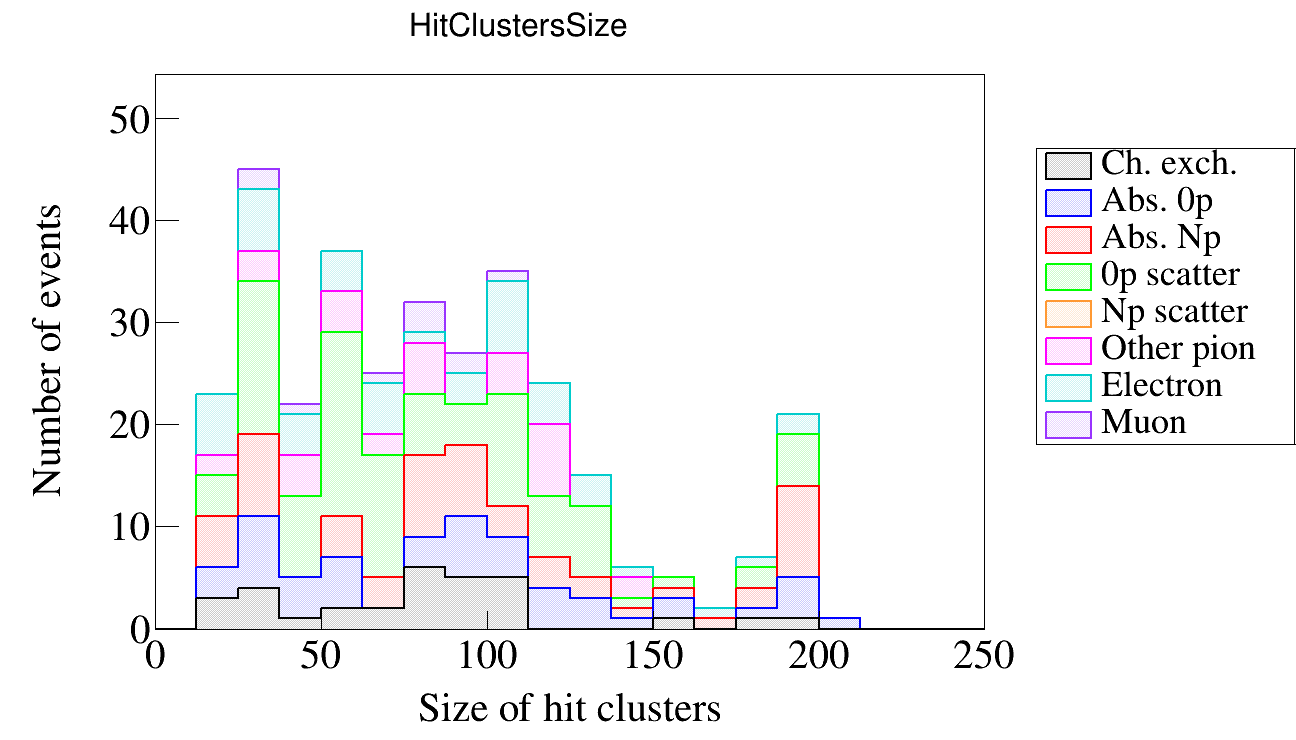 HitClustersSize
Number of events
50
40
30
20
10
0
0 50 100 150 200 250
Size of hit clusters
Ch. exch.
Abs. 0p
Abs. Np
0p scatter
Np scatter
Other pion
Electron
Muon